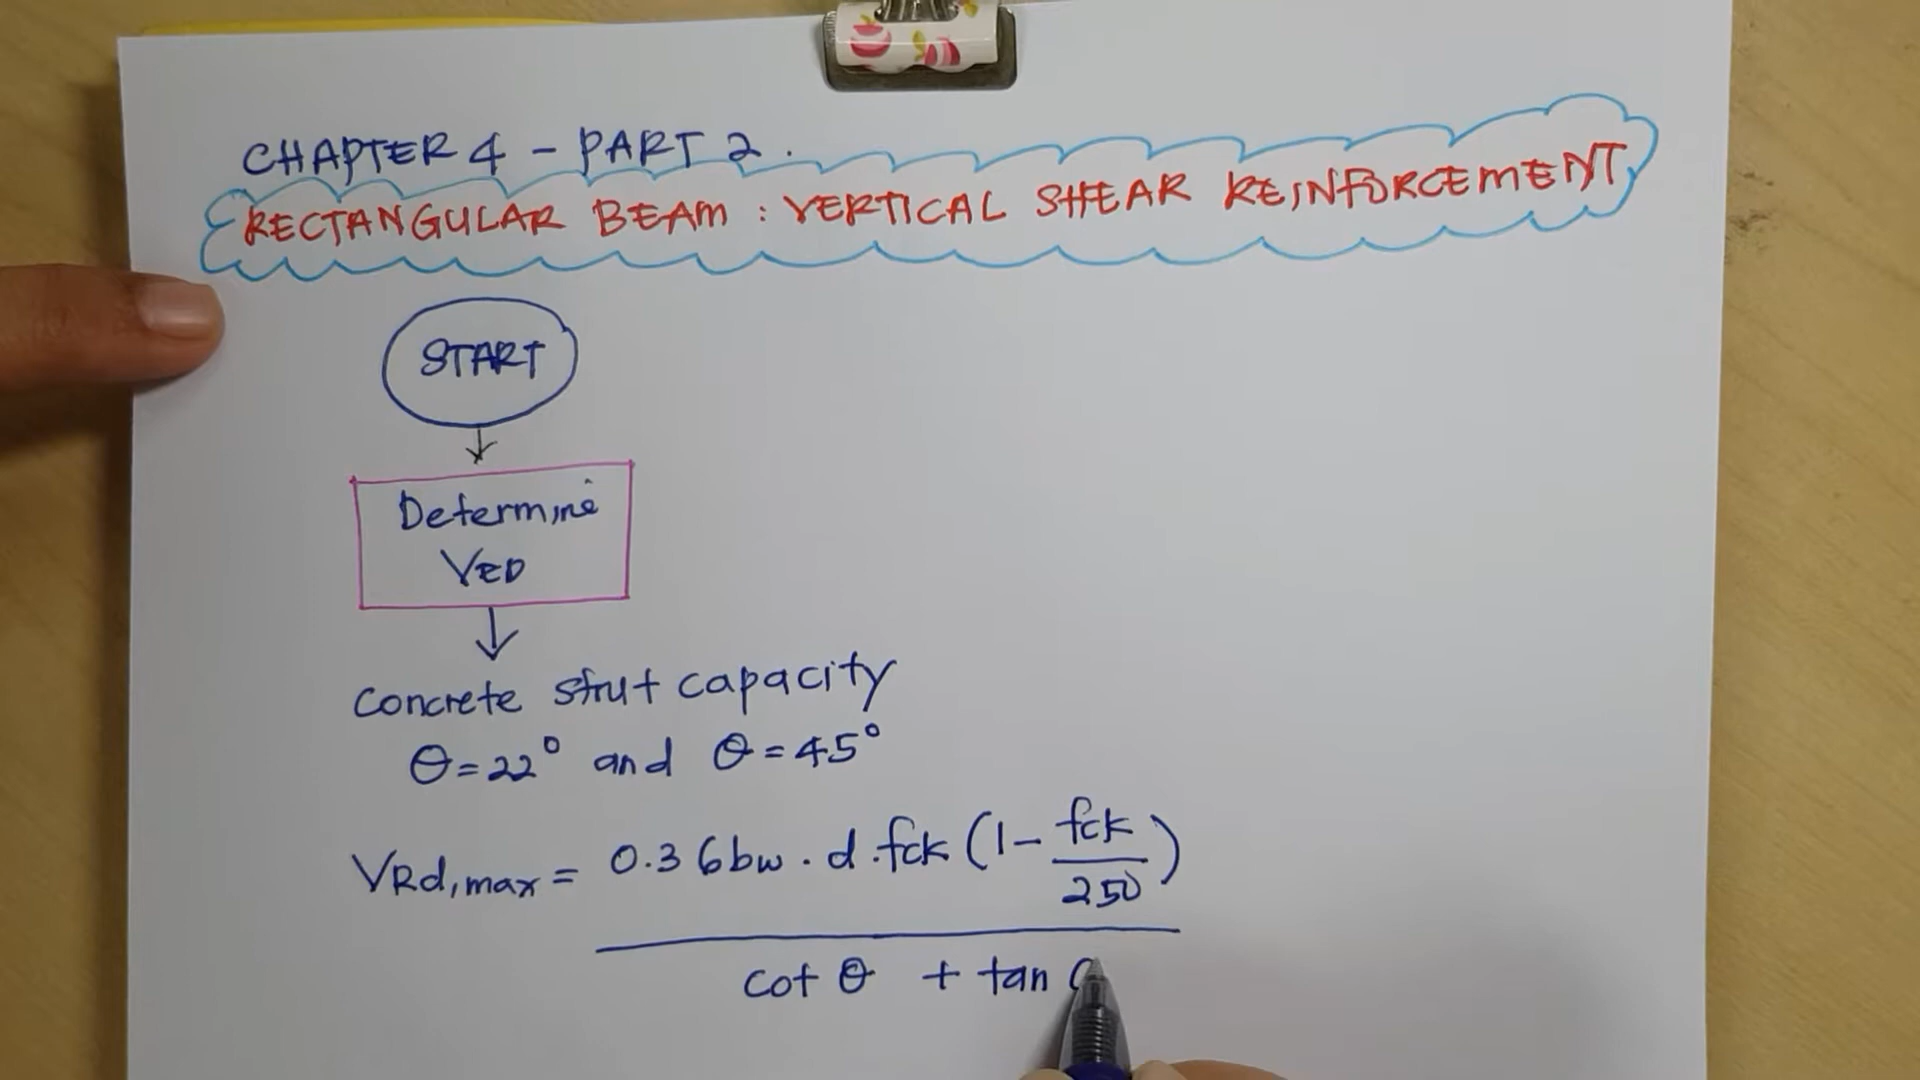 CHAPTER 4 - PART 2.
RECTANGULAR BEAM : VERTICAL SHEAR REINFORCEMENT
START
Determine
VED
Concrete strut capacity
θ = 22° and θ = 45°
VRd,max = 0.36bw . d . fck (1 - fck/250)
cot θ + tan